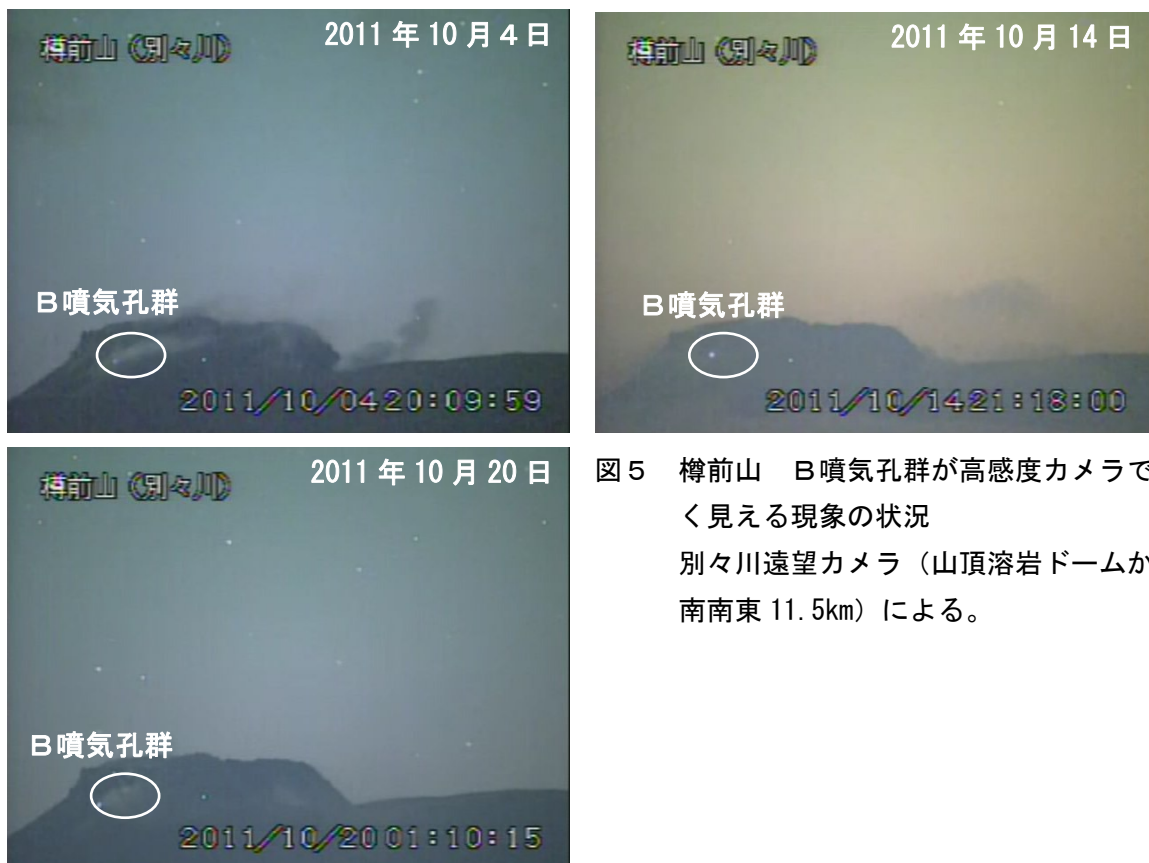 樽前山(別々川)
2011 年 10 月4 日
B噴気孔群
2011/10/04 20:09:59
樽前山(別々川)
2011 年 10 月 14 日
B噴気孔群
2011/10/14 21:18:00
樽前山(別々川)
2011 年 10 月 20 日
B噴気孔群
2011/10/20 01:10:15
図5 樽前山 B噴気孔群が高感度カメラで
く見える現象の状況
別々川遠望カメラ(山頂溶岩ドームか
南南東 11.5km)による。